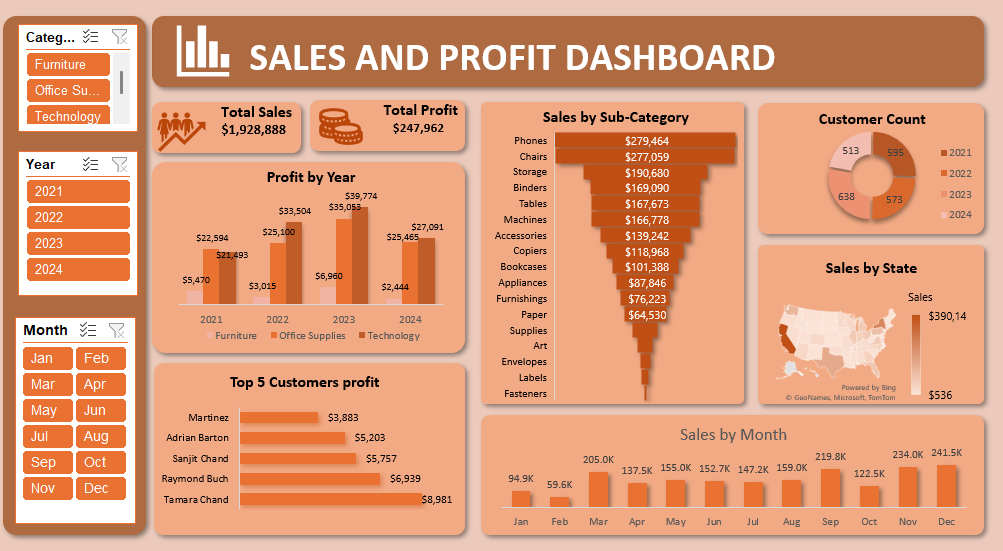 SALES AND PROFIT DASHBOARD
Categ...
Furniture
Office Su...
Technology
Year
2021
2022
2023
2024
Month
Jan Feb
Mar Apr
May Jun
Jul Aug
Sep Oct
Nov Dec
Total Sales
$1,928,888
Total Profit
$247,962
Profit by Year
$5,470 $22,594 $21,493
$3,015 $25,100 $33,504
$6,960 $35,053 $39,774
$2,444 $25,465 $27,091
2021 2022 2023 2024
Furniture Office Supplies Technology
Top 5 Customers profit
Martinez $3,883
Adrian Barton $5,203
Sanjit Chand $5,757
Raymond Buch $6,939
Tamara Chand $8,981
Sales by Sub-Category
Phones $279,464
Chairs $277,059
Storage $190,680
Binders $169,090
Tables $167,673
Machines $166,778
Accessories $139,242
Copiers $118,968
Bookcases $101,388
Appliances $87,846
Furnishings $76,223
Paper $64,530
Supplies
Art
Envelopes
Labels
Fasteners
Customer Count
513 595
638 573
2021
2022
2023
2024
Sales by State
Sales
$390,14
$536
Powered by Bing
© GeoNames, Microsoft, TomTom
Sales by Month
94.9K 59.6K 205.0K 137.5K 155.0K 152.7K 147.2K 159.0K 219.8K 122.5K 234.0K 241.5K
Jan Feb Mar Apr May Jun Jul Aug Sep Oct Nov Dec